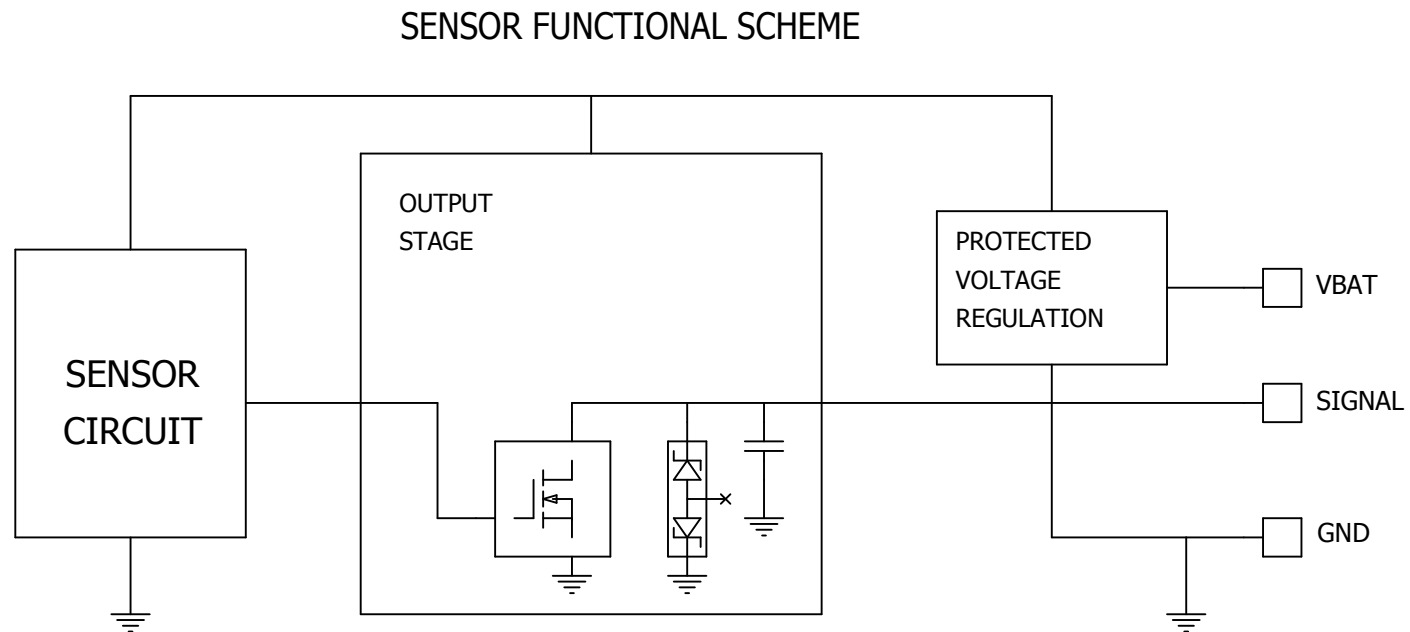 SENSOR FUNCTIONAL SCHEME
OUTPUT
STAGE
PROTECTED
VOLTAGE
REGULATION
VBAT
SENSOR
CIRCUIT
SIGNAL
GND